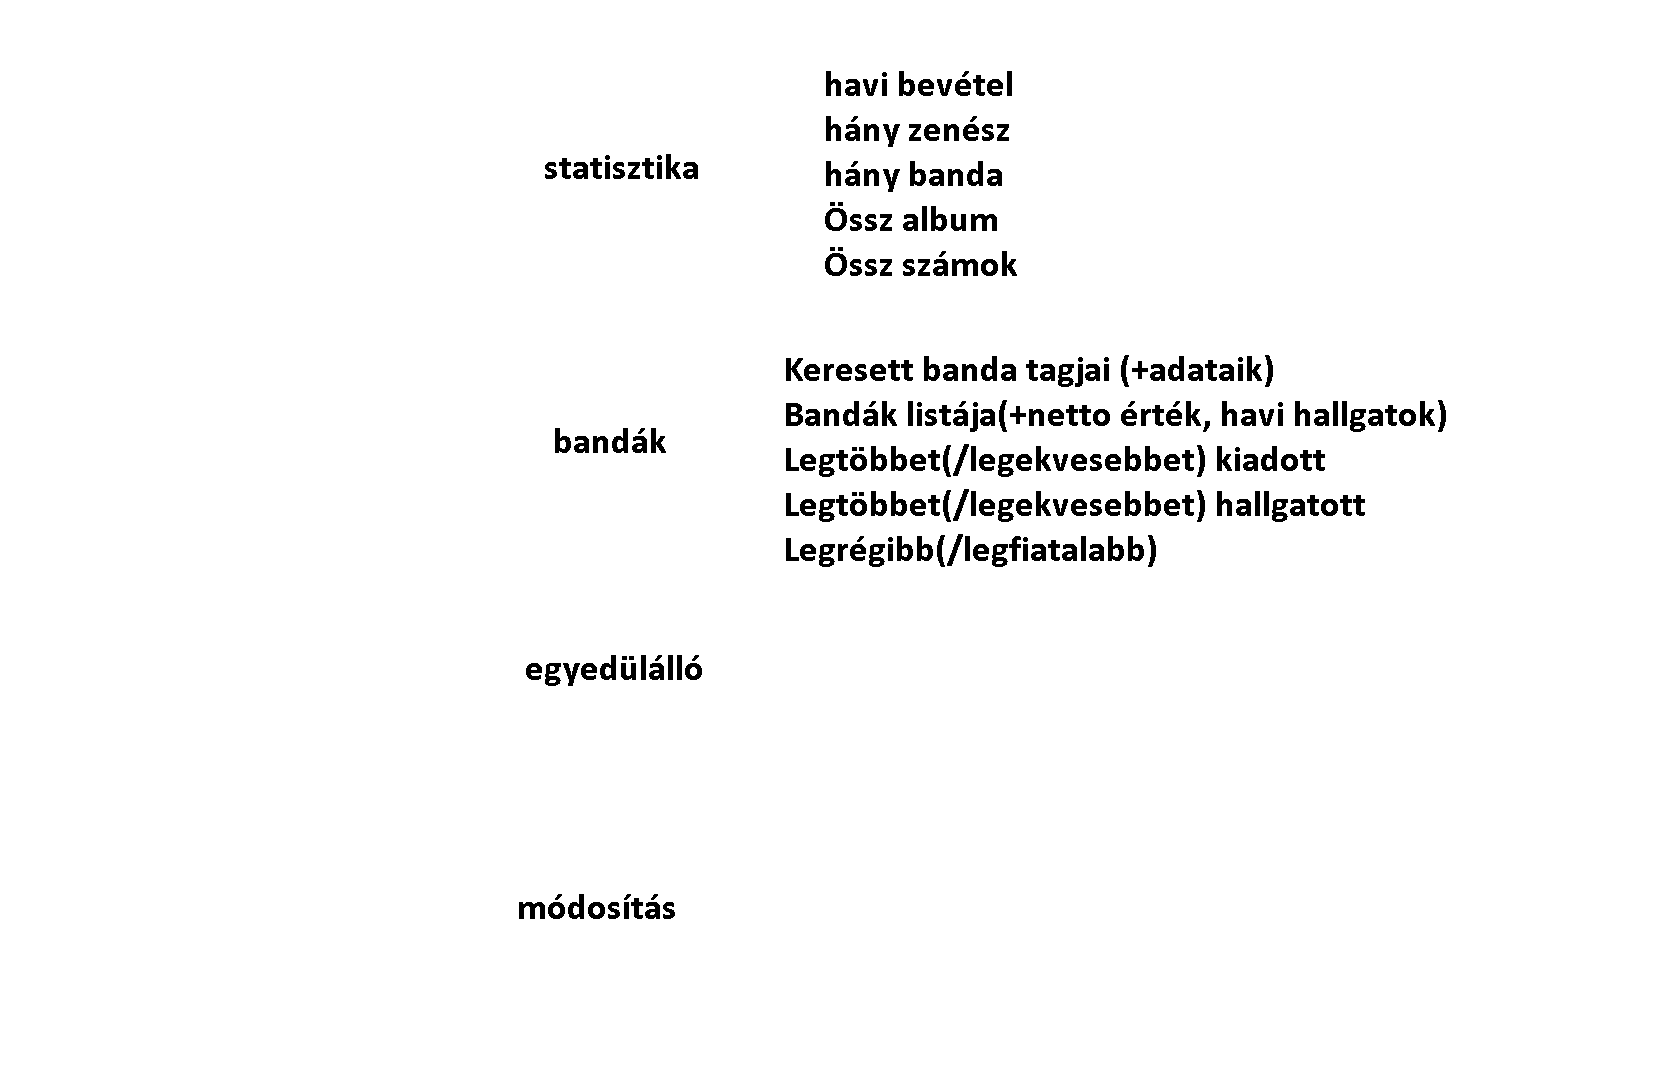 statisztika
havi bevétel
hány zenész
hány banda
Össz album
Össz számok
bandák
Keresett banda tagjai (+adataik)
Bandák listája(+netto érték, havi hallgatok)
Legtöbbet(/legekvesebbet) kiadott
Legtöbbet(/legekvesebbet) hallgatott
Legrégibb(/legfiatalabb)
egyedülálló
módosítás